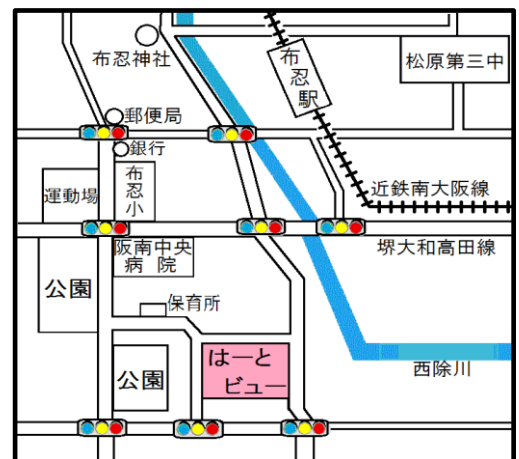 布忍神社
布忍駅
松原第三中
郵便局
銀行
運動場
布忍小
近鉄南大阪線
堺大和高田線
阪南中央
病院
公園
保育所
はーと
ビュー
公園
西除川